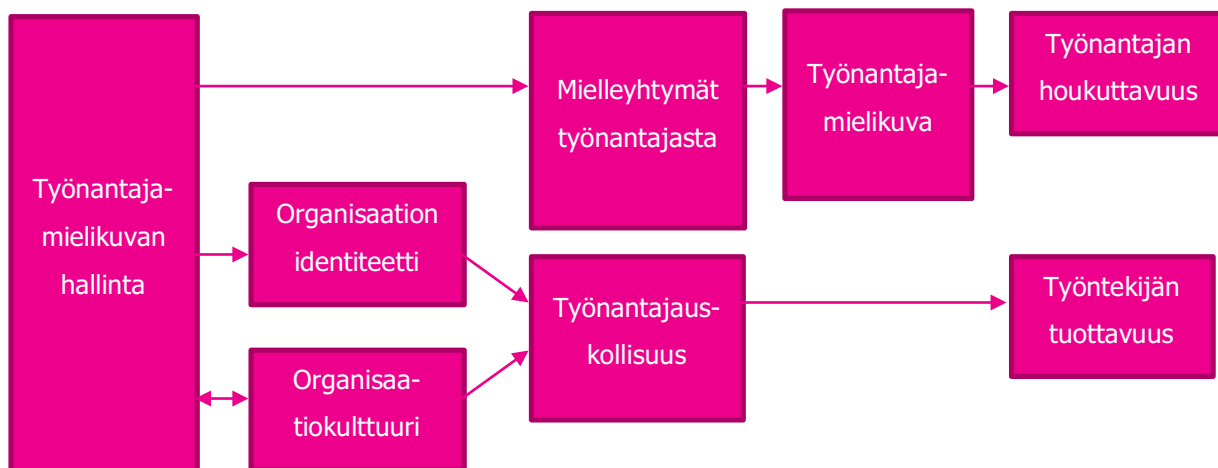 Työnantaja-
mielikuvan
hallinta
Organisaation
identiteetti
Organisaa-
tiokulttuuri
Mielleyhtymät
työnantajasta
Työnantajaus-
kollisuus
Työnantaja-
mielikuva
Työnantajan
houkuttavuus
Työntekijän
tuottavuus